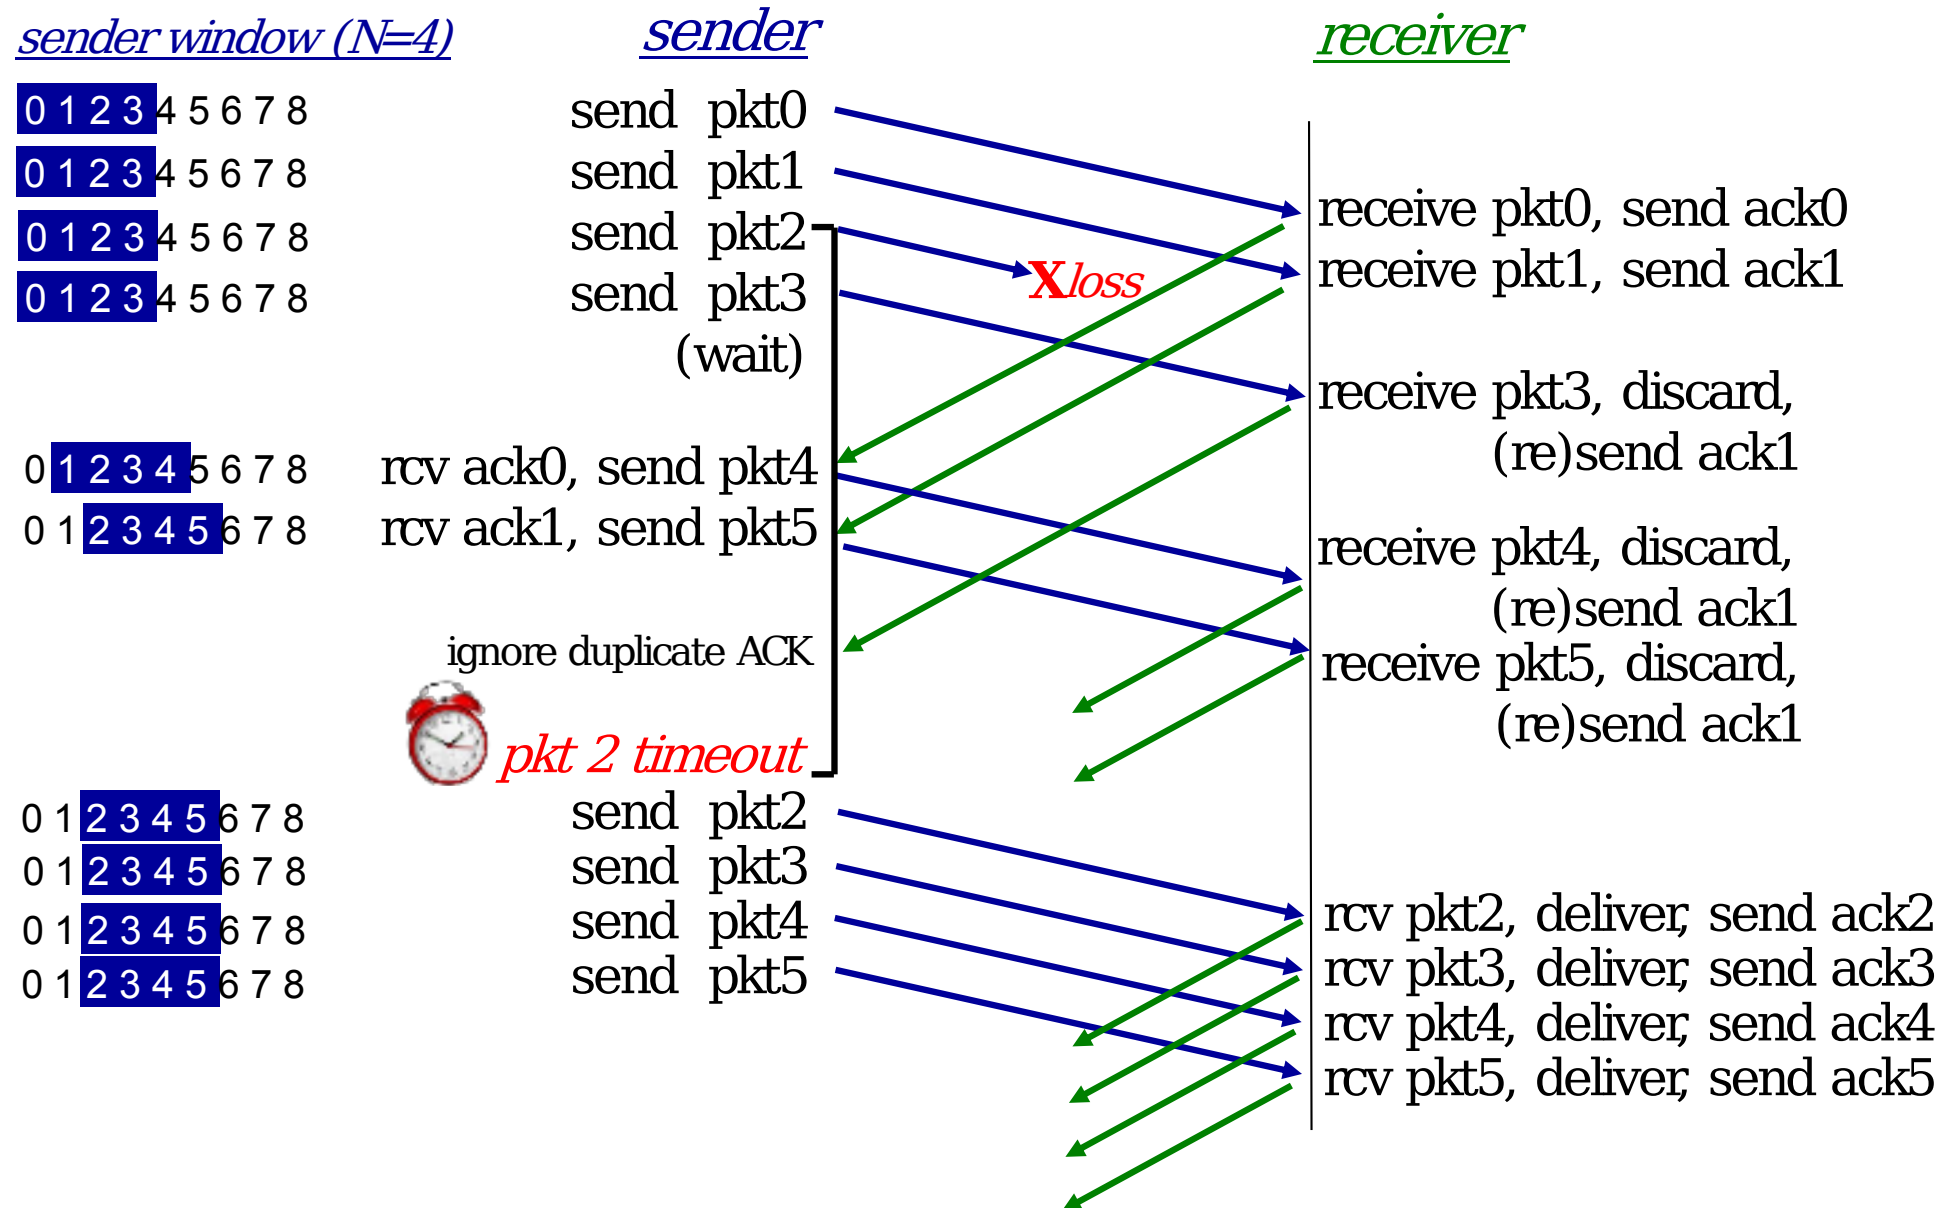 sender window (N=4) sender receiver
0 1 2 3 4 5 6 7 8 send pkt0
0 1 2 3 4 5 6 7 8 send pkt1
receive pkt0, send ack0
0 1 2 3 4 5 6 7 8 send pkt2
receive pkt1, send ack1
X loss
0 1 2 3 4 5 6 7 8 send pkt3
(wait)
receive pkt3, discard,
(re)send ack1
0 1 2 3 4 5 6 7 8 rcv ack0, send pkt4
0 1 2 3 4 5 6 7 8 rcv ack1, send pkt5
receive pkt4, discard,
(re)send ack1
ignore duplicate ACK
receive pkt5, discard,
(re)send ack1
pkt 2 timeout
0 1 2 3 4 5 6 7 8 send pkt2
0 1 2 3 4 5 6 7 8 send pkt3
0 1 2 3 4 5 6 7 8 send pkt4
0 1 2 3 4 5 6 7 8 send pkt5
rcv pkt2, deliver, send ack2
rcv pkt3, deliver, send ack3
rcv pkt4, deliver, send ack4
rcv pkt5, deliver, send ack5